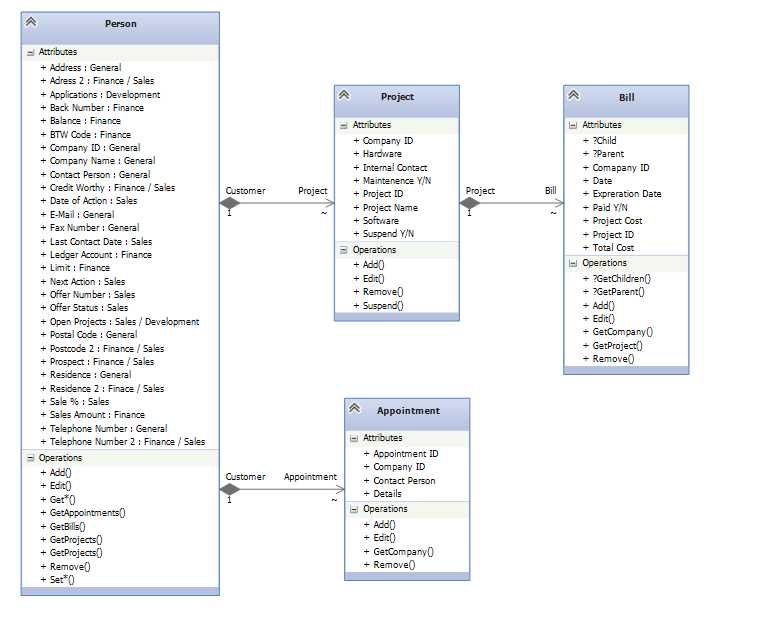 Person
Attributes
+ Address : General
+ Adress 2 : Finance / Sales
+ Applications : Development
+ Back Number : Finance
+ Balance : Finance
+ BTW Code : Finance
+ Company ID : General
+ Company Name : General
+ Contact Person : General
+ Credit Worthy : Finance / Sales
+ Date of Action : Sales
+ E-Mail : General
+ Fax Number : General
+ Last Contact Date : Sales
+ Ledger Account : Finance
+ Limit : Finance
+ Next Action : Sales
+ Offer Number : Sales
+ Offer Status : Sales
+ Open Projects : Sales / Development
+ Postal Code : General
+ Postcode 2 : Finance / Sales
+ Prospect : Finance / Sales
+ Residence : General
+ Residence 2 : Finace / Sales
+ Sale % : Sales
+ Sales Amount : Finance
+ Telephone Number : General
+ Telephone Number 2 : Finance / Sales
Operations
+ Add()
+ Edit()
+ Get*()
+ GetAppointments()
+ GetBills()
+ GetProjects()
+ GetProjects()
+ Remove()
+ Set*()
Customer Project
1 ~
Project
Attributes
+ Company ID
+ Hardware
+ Internal Contact
+ Maintenence Y/N
+ Project ID
+ Project Name
+ Software
+ Suspend Y/N
Operations
+ Add()
+ Edit()
+ Remove()
+ Suspend()
Project Bill
1 ~
Bill
Attributes
+ ?Child
+ ?Parent
+ Comapany ID
+ Date
+ Expreration Date
+ Paid Y/N
+ Project Cost
+ Project ID
+ Total Cost
Operations
+ ?GetChildren()
+ ?GetParent()
+ Add()
+ Edit()
+ GetCompany()
+ GetProject()
+ Remove()
Customer Appointment
1 ~
Appointment
Attributes
+ Appointment ID
+ Company ID
+ Contact Person
+ Details
Operations
+ Add()
+ Edit()
+ GetCompany()
+ Remove()